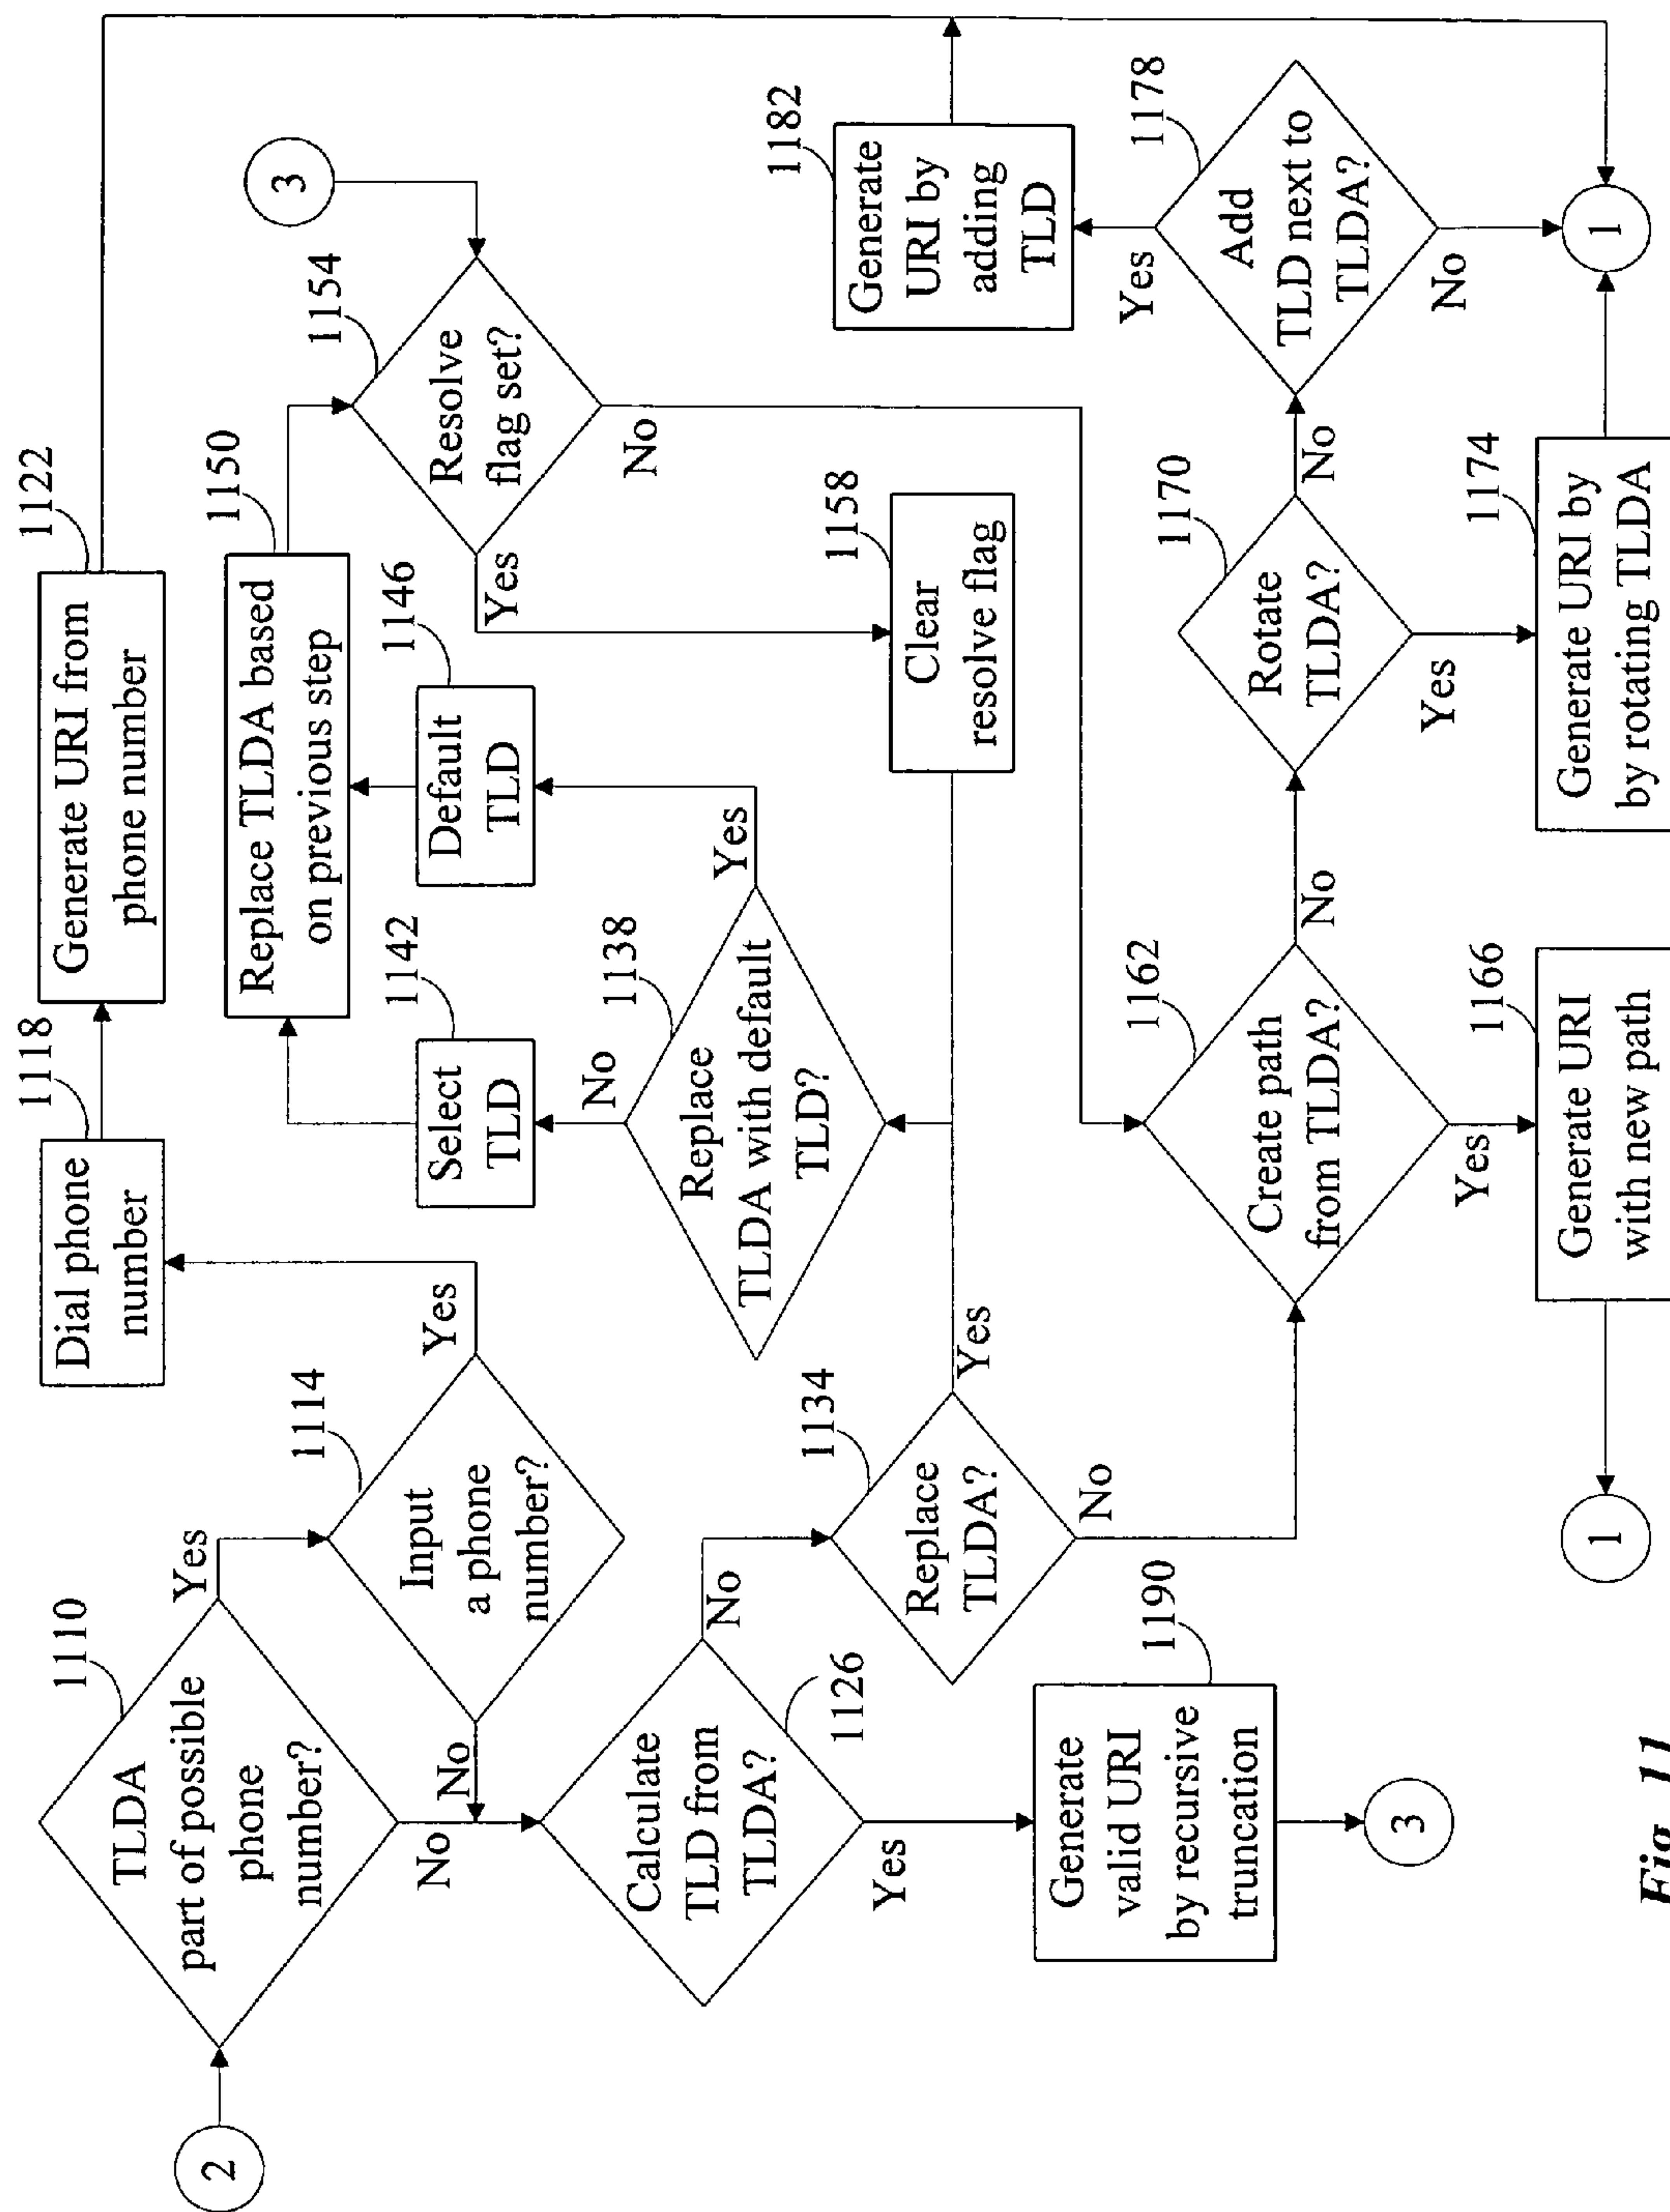 2
TLDA
part of possible
phone
number?
1110
Yes
No
Input
a phone
number?
1114
Yes
No
Dial phone
number
1118
Generate URI from
phone number
1122
Calculate
TLD from
TLDA?
1126
No
Yes
Generate
valid URI
by recursive
truncation
1190
3
Replace
TLDA?
1134
Yes
No
Replace
TLDA with default
TLD?
1138
No
Yes
Select
TLD
1142
Default
TLD
1146
Replace TLDA based
on previous step
1150
3
Resolve
flag set?
1154
Yes
No
Clear
resolve flag
1158
Create path
from TLDA?
1162
No
Yes
Generate URI
with new path
1166
1
Rotate
TLDA?
1170
No
Yes
Generate URI by
by rotating TLDA
1174
Add
TLD next to
TLDA?
1178
Yes
No
Generate
URI by
adding
TLD
1182
1
Fig. 11